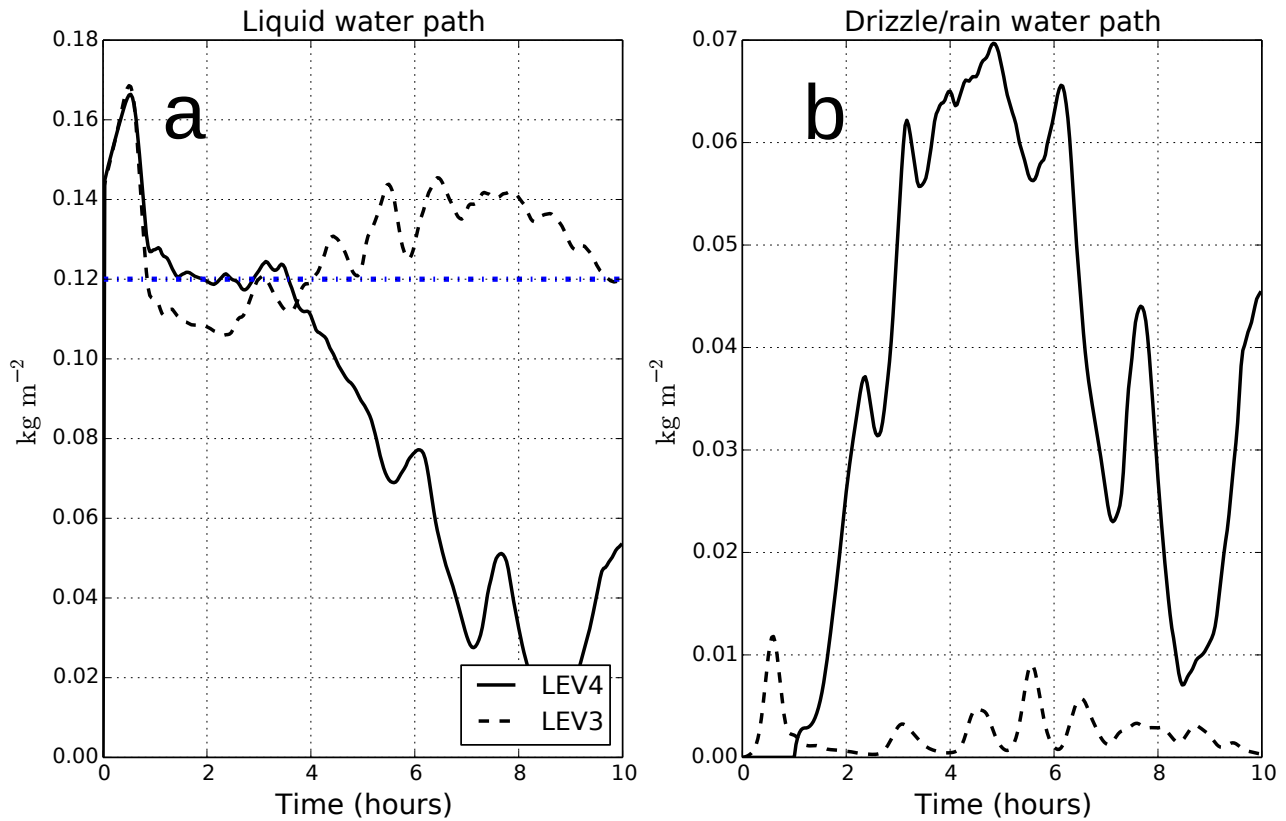 Liquid water path
0.18
0.16
0.14
0.12
0.10
0.08
0.06
0.04
0.02
0.00
kg m−2
a
LEV4
LEV3
0 2 4 6 8 10
Time (hours)
Drizzle/rain water path
0.07
0.06
0.05
0.04
0.03
0.02
0.01
0.00
kg m−2
b
0 2 4 6 8 10
Time (hours)